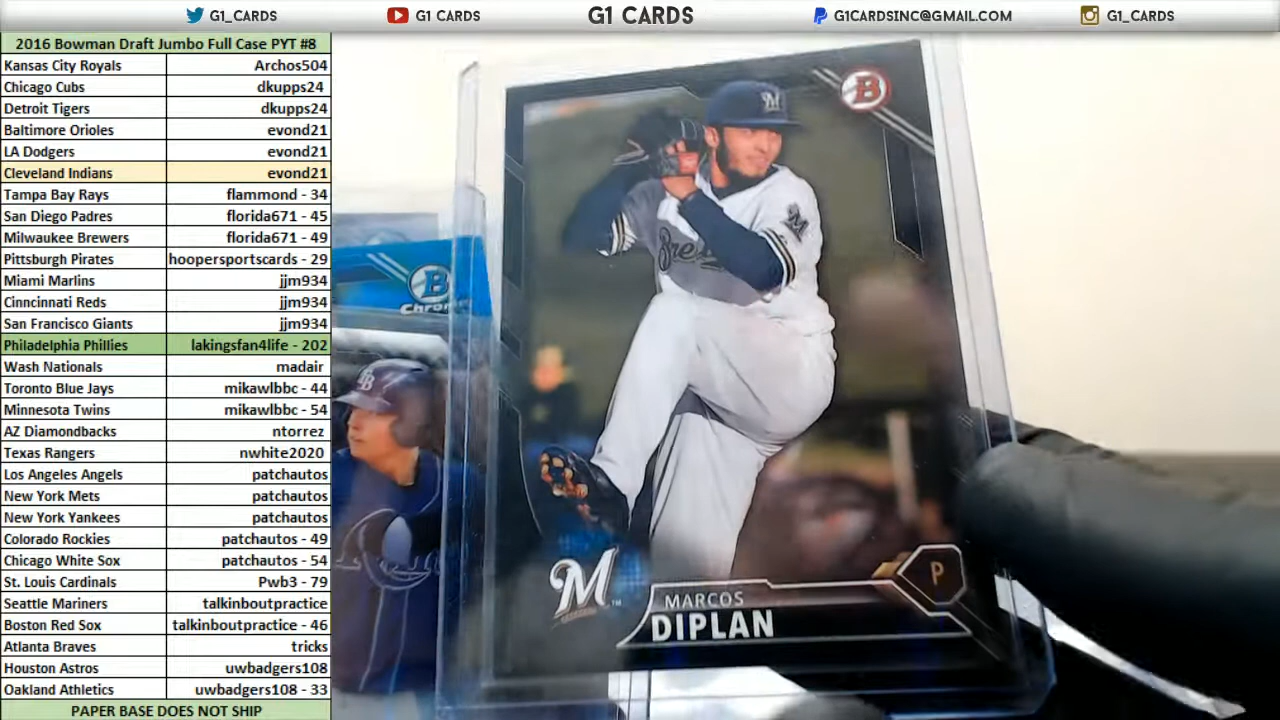 G1_CARDS
G1 CARDS
G1 CARDS
G1CARDSINC@GMAIL.COM
G1_CARDS
2016 Bowman Draft Jumbo Full Case PYT #8
Kansas City Royals Archos504
Chicago Cubs dkupps24
Detroit Tigers dkupps24
Baltimore Orioles evond21
LA Dodgers evond21
Cleveland Indians evond21
Tampa Bay Rays flammond - 34
San Diego Padres florida671 - 45
Milwaukee Brewers florida671 - 49
Pittsburgh Pirates hoopersportscards - 29
Miami Marlins jjm934
Cinncinnati Reds jjm934
San Francisco Giants jjm934
Philadelphia Phillies lakingsfan4life - 202
Wash Nationals madair
Toronto Blue Jays mikawlbbc - 44
Minnesota Twins mikawlbbc - 54
AZ Diamondbacks ntorrez
Texas Rangers nwhite2020
Los Angeles Angels patchautos
New York Mets patchautos
New York Yankees patchautos
Colorado Rockies patchautos - 49
Chicago White Sox patchautos - 54
St. Louis Cardinals Pwb3 - 79
Seattle Mariners talkinboutpractice
Boston Red Sox talkinboutpractice - 46
Atlanta Braves tricks
Houston Astros uwbadgers108
Oakland Athletics uwbadgers108 - 33
PAPER BASE DOES NOT SHIP
B
Chrome
TB
B
M
M
M
TM
P
MARCOS
DIPLAN